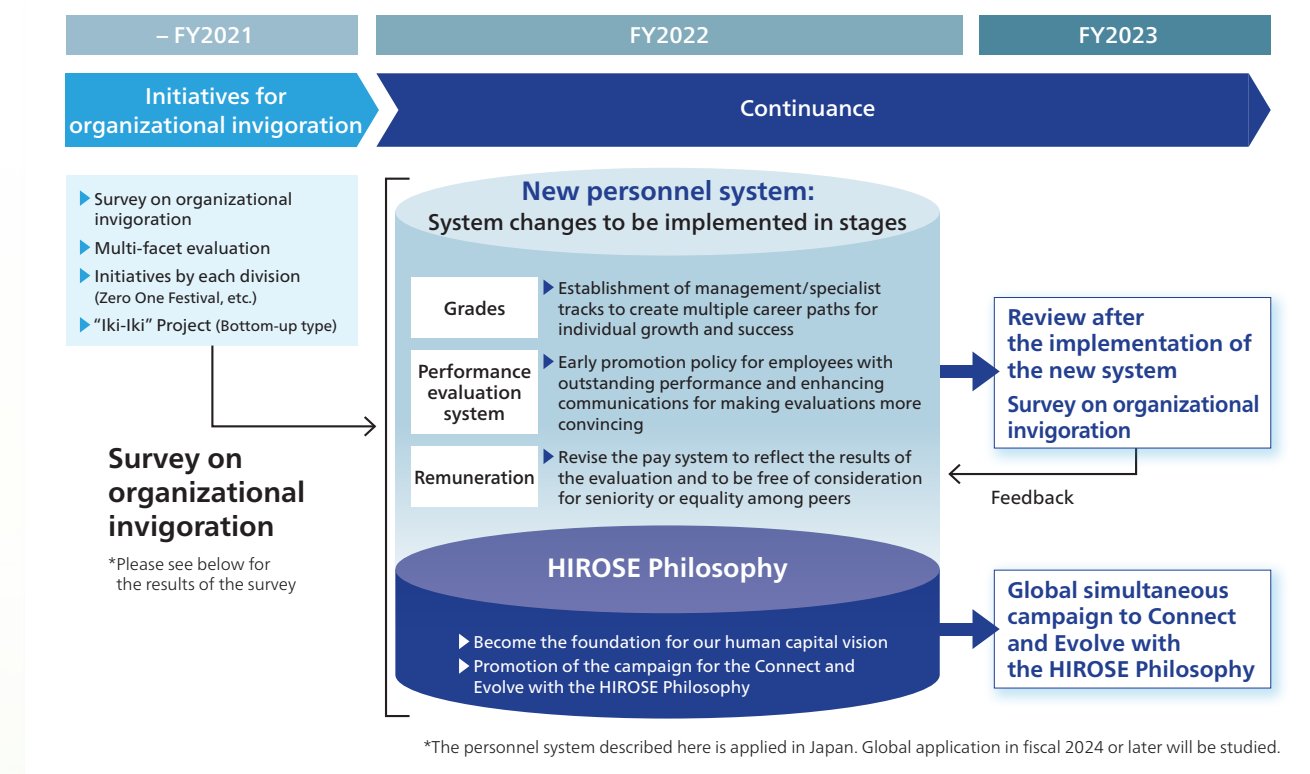 – FY2021
FY2022
FY2023
Initiatives for
organizational invigoration
Continuance
Survey on organizational
invigoration
Multi-facet evaluation
Initiatives by each division
(Zero One Festival, etc.)
“Iki-Iki” Project (Bottom-up type)
Survey on
organizational
invigoration
*Please see below for
the results of the survey
New personnel system:
System changes to be implemented in stages
Grades
Establishment of management/specialist
tracks to create multiple career paths for
individual growth and success
Performance
evaluation
system
Early promotion policy for employees with
outstanding performance and enhancing
communications for making evaluations more
convincing
Remuneration
Revise the pay system to reflect the results of
the evaluation and to be free of consideration
for seniority or equality among peers
HIROSE Philosophy
Become the foundation for our human capital vision
Promotion of the campaign for the Connect and
Evolve with the HIROSE Philosophy
Review after
the implementation of
the new system
Survey on organizational
invigoration
Feedback
Global simultaneous
campaign to Connect
and Evolve with
the HIROSE Philosophy
*The personnel system described here is applied in Japan. Global application in fiscal 2024 or later will be studied.